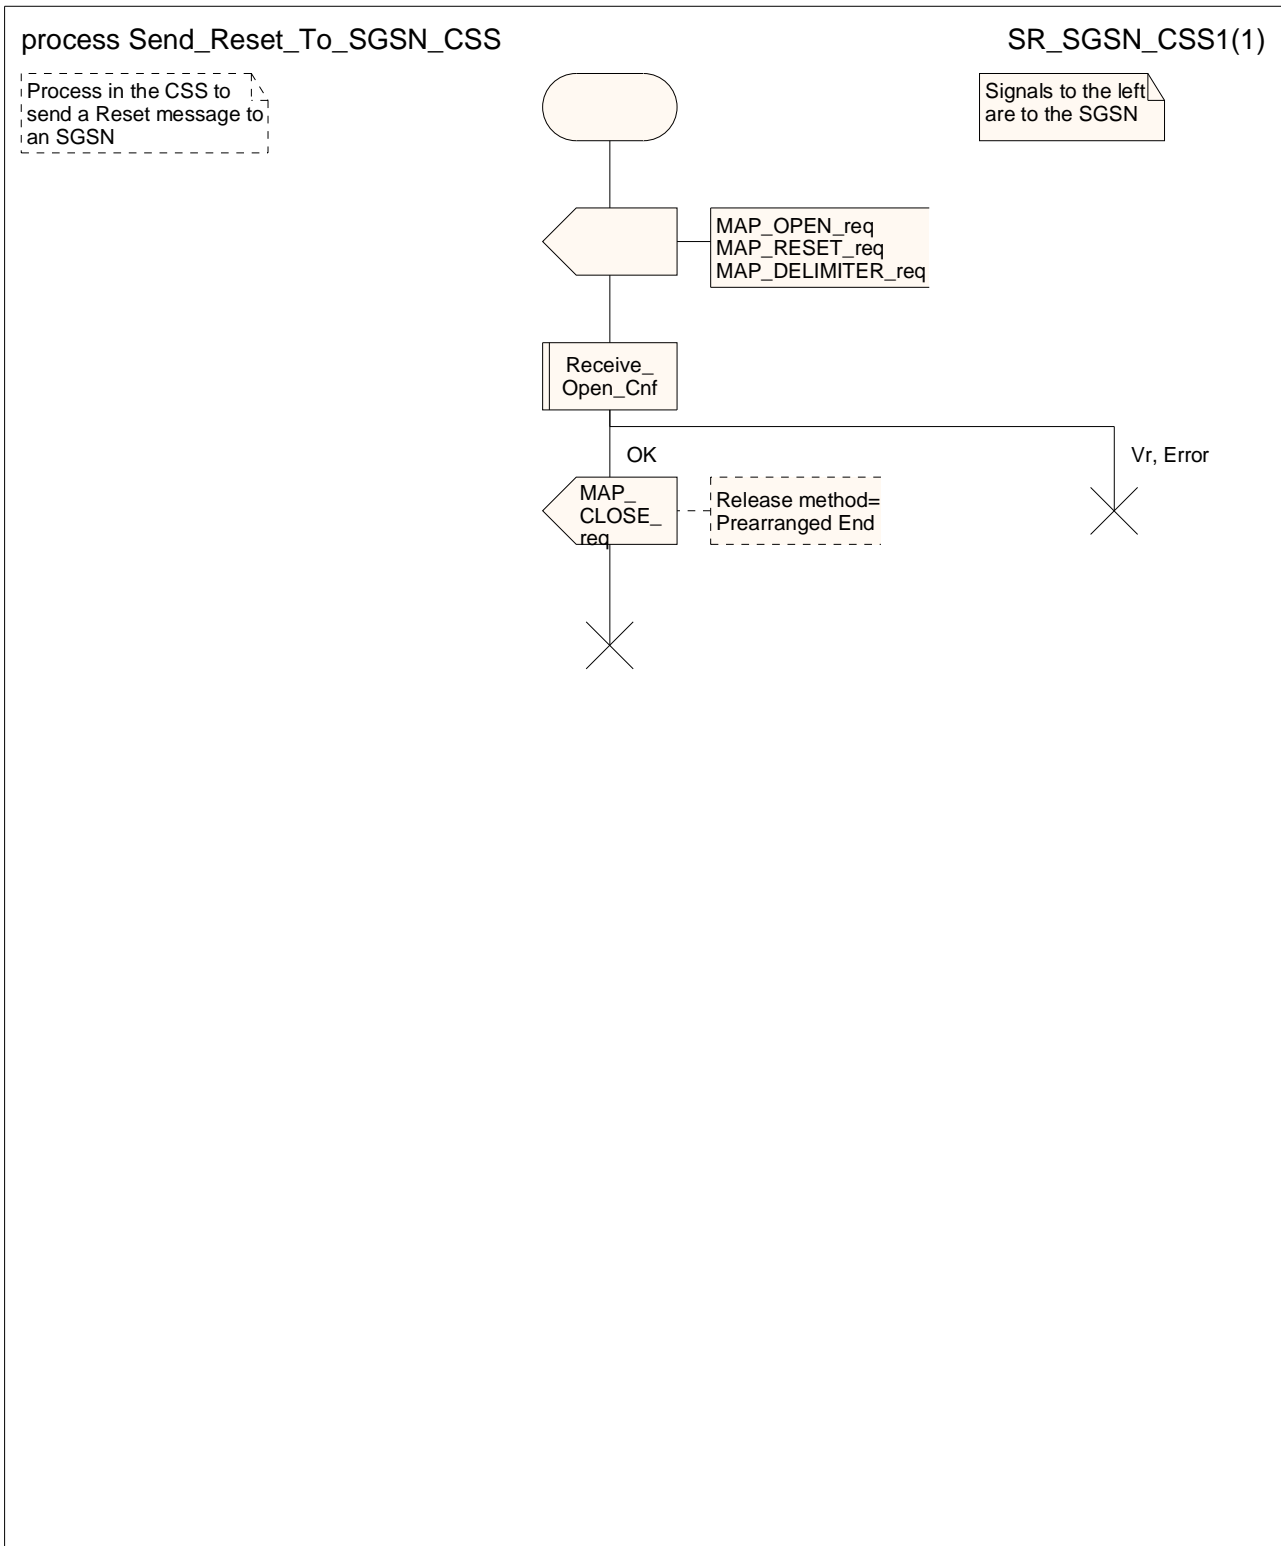 process Send_Reset_To_SGSN_CSS
SR_SGSN_CSS1(1)
Process in the CSS to
send a Reset message to
an SGSN
Signals to the left
are to the SGSN
MAP_OPEN_req
MAP_RESET_req
MAP_DELIMITER_req
Receive_
Open_Cnf
OK
Vr, Error
MAP_
CLOSE_
req
Release method=
Prearranged End